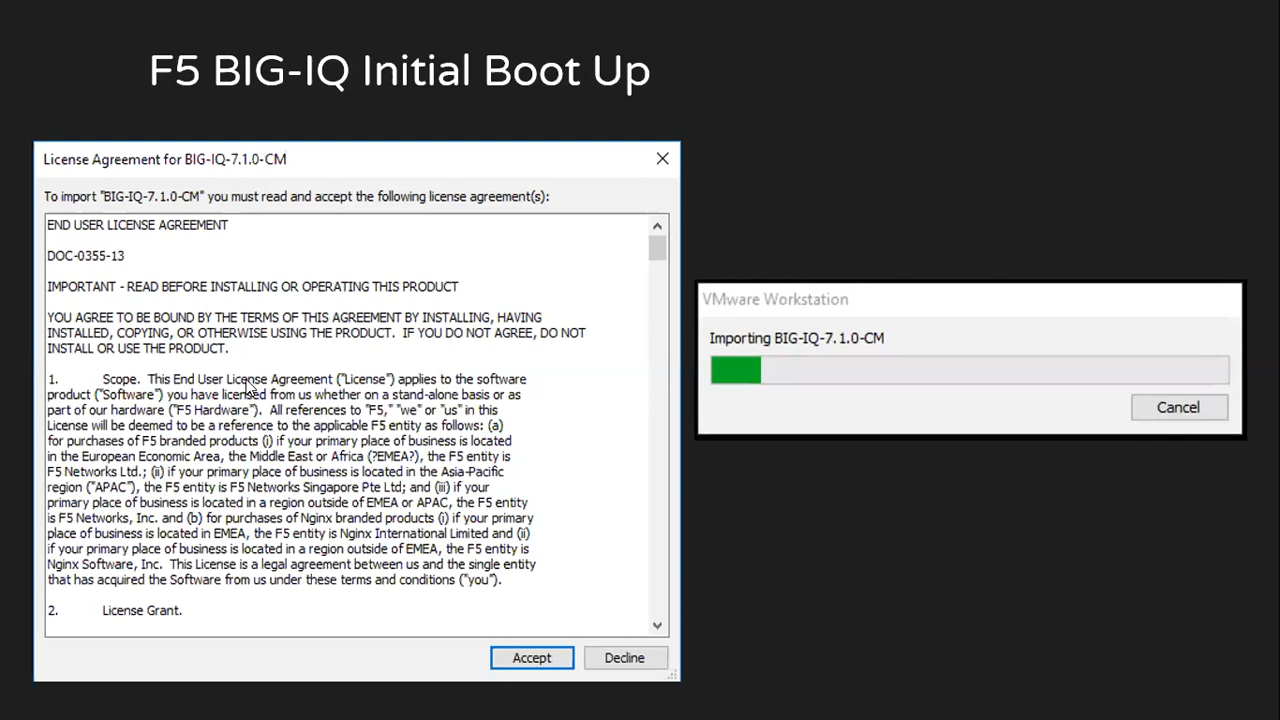 F5 BIG-IQ Initial Boot Up
License Agreement for BIG-IQ-7.1.0-CM
To import "BIG-IQ-7.1.0-CM" you must read and accept the following license agreement(s):
END USER LICENSE AGREEMENT
DOC-0355-13
IMPORTANT - READ BEFORE INSTALLING OR OPERATING THIS PRODUCT
YOU AGREE TO BE BOUND BY THE TERMS OF THIS AGREEMENT BY INSTALLING, HAVING
INSTALLED, COPYING, OR OTHERWISE USING THE PRODUCT. IF YOU DO NOT AGREE, DO NOT
INSTALL OR USE THE PRODUCT.
1. Scope. This End User License Agreement ("License") applies to the software
product ("Software") you have licensed from us whether on a stand-alone basis or as
part of our hardware ("F5 Hardware"). All references to "F5," "we" or "us" in this
License will be deemed to be a reference to the applicable F5 entity as follows: (a)
for purchases of F5 branded products (i) if your primary place of business is located
in the European Economic Area, the Middle East or Africa (?EMEA?), the F5 entity is
F5 Networks Ltd.; (ii) if your primary place of business is located in the Asia-Pacific
region ("APAC"), the F5 entity is F5 Networks Singapore Pte Ltd; and (iii) if your
primary place of business is located in a region outside of EMEA or APAC, the F5 entity
is F5 Networks, Inc. and (b) for purchases of Nginx branded products (i) if your primary
place of business is located in EMEA, the F5 entity is Nginx International Limited and (ii)
if your primary place of business is located in a region outside of EMEA, the F5 entity is
Nginx Software, Inc. This License is a legal agreement between us and the single entity
that has acquired the Software from us under these terms and conditions ("you").
2. License Grant.
Accept
Decline
VMware Workstation
Importing BIG-IQ-7.1.0-CM
Cancel